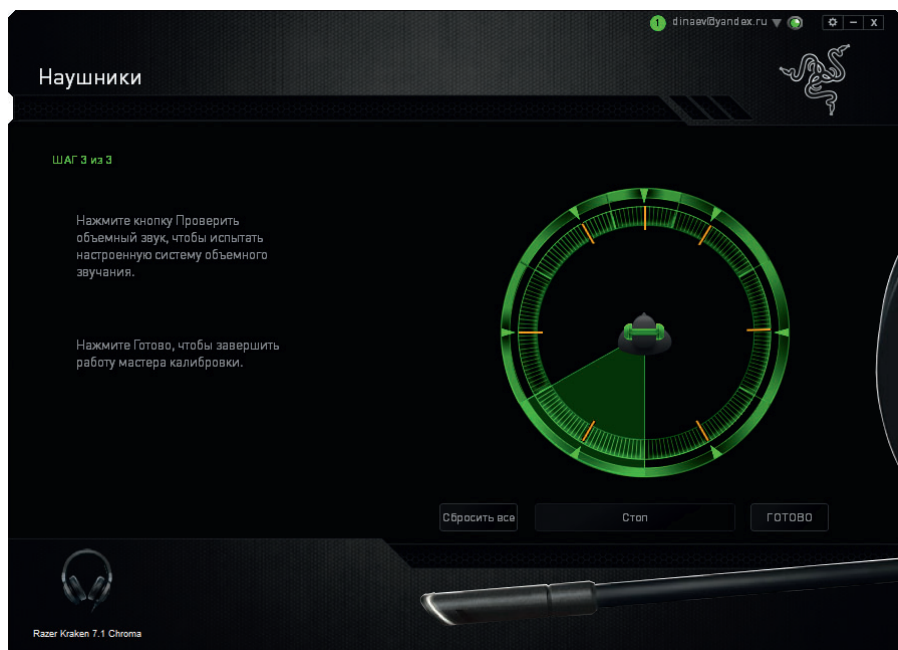 1 dinaev@yandex.ru
Наушники
ШАГ 3 из 3
Нажмите кнопку Проверить
объемный звук, чтобы испытать
настроенную систему объемного
звучания.
Нажмите Готово, чтобы завершить
работу мастера калибровки.
Сбросить все
Стоп
ГОТОВО
Razer Kraken 7.1 Chroma